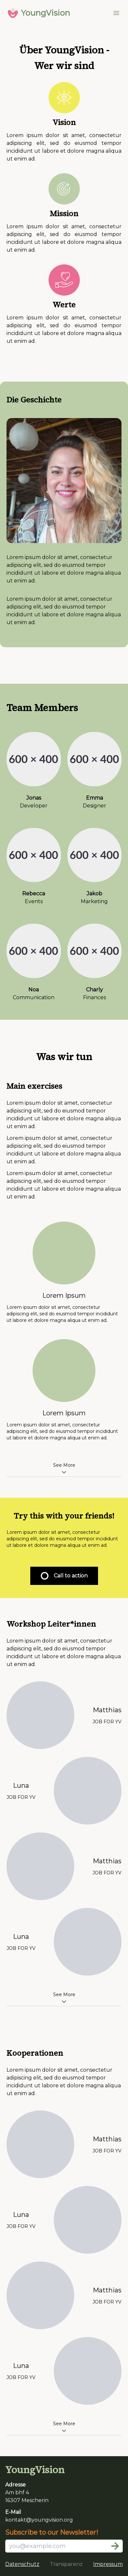 YoungVision
Über YoungVision -
Wer wir sind
Vision
Lorem ipsum dolor sit amet, consectetur
adipiscing elit, sed do eiusmod tempor
incididunt ut labore et dolore magna aliqua
ut enim ad.
Mission
Lorem ipsum dolor sit amet, consectetur
adipiscing elit, sed do eiusmod tempor
incididunt ut labore et dolore magna aliqua
ut enim ad.
Werte
Lorem ipsum dolor sit amet, consectetur
adipiscing elit, sed do eiusmod tempor
incididunt ut labore et dolore magna aliqua
ut enim ad.
Die Geschichte
Lorem ipsum dolor sit amet, consectetur
adipiscing elit, sed do eiusmod tempor
incididunt ut labore et dolore magna aliqua
ut enim ad.
Lorem ipsum dolor sit amet, consectetur
adipiscing elit, sed do eiusmod tempor
incididunt ut labore et dolore magna aliqua
ut enim ad.
Team Members
600 × 400 600 × 400
Jonas Emma
Developer Designer
600 × 400 600 × 400
Rebecca Jakob
Events Marketing
600 × 400 600 × 400
Noa Charly
Communication Finances
Was wir tun
Main exercises
Lorem ipsum dolor sit amet, consectetur
adipiscing elit, sed do eiusmod tempor
incididunt ut labore et dolore magna aliqua
ut enim ad.
Lorem ipsum dolor sit amet, consectetur
adipiscing elit, sed do eiusmod tempor
incididunt ut labore et dolore magna aliqua
ut enim ad.
Lorem ipsum dolor sit amet, consectetur
adipiscing elit, sed do eiusmod tempor
incididunt ut labore et dolore magna aliqua
ut enim ad.
Lorem Ipsum
Lorem ipsum dolor sit amet, consectetur
adipiscing elit, sed do eiusmod tempor incididunt
ut labore et dolore magna aliqua ut enim ad.
Lorem Ipsum
Lorem ipsum dolor sit amet, consectetur
adipiscing elit, sed do eiusmod tempor incididunt
ut labore et dolore magna aliqua ut enim ad.
See More
Try this with your friends!
Lorem ipsum dolor sit amet, consectetur
adipiscing elit, sed do eiusmod tempor incididunt
ut labore et dolore magna aliqua ut enim ad.
Call to action
Workshop Leiter*innen
Lorem ipsum dolor sit amet, consectetur
adipiscing elit, sed do eiusmod tempor
incididunt ut labore et dolore magna aliqua
ut enim ad.
Matthias
JOB FOR YV
Luna
JOB FOR YV
Matthias
JOB FOR YV
Luna
JOB FOR YV
See More
Kooperationen
Lorem ipsum dolor sit amet, consectetur
adipiscing elit, sed do eiusmod tempor
incididunt ut labore et dolore magna aliqua
ut enim ad.
Matthias
JOB FOR YV
Luna
JOB FOR YV
Matthias
JOB FOR YV
Luna
JOB FOR YV
See More
YoungVision
Adresse
Am bhf 4
16307 Mescherin
E-Mail
kontakt@youngvision.org
Subscribe to our Newsletter!
you@example.com
Datenschutz Transparenz Impressum